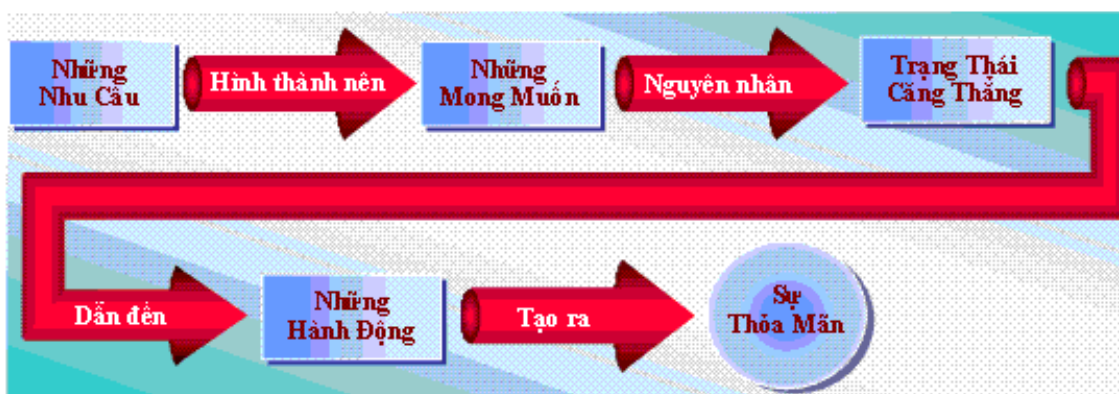 Những
Nhu Cầu
Hình thành nên
Những
Mong Muốn
Nguyên nhân
Trạng Thái
Căng Thẳng
Dẫn đến
Những
Hành Động
Tạo ra
Sự
Thỏa Mãn